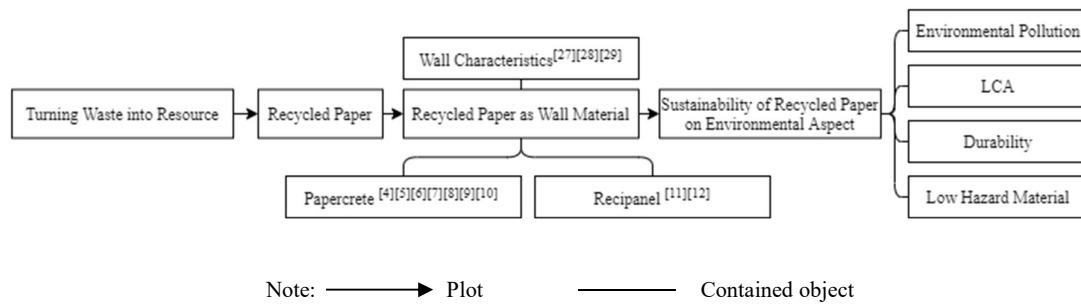 Environmental Pollution
Wall Characteristics[27][28][29]
LCA
Turning Waste into Resource
Recycled Paper
Recycled Paper as Wall Material
Sustainability of Recycled Paper
on Environmental Aspect
Durability
Papercrete [4][5][6][7][8][9][10]
Recipanel [11][12]
Low Hazard Material
Note: Plot Contained object